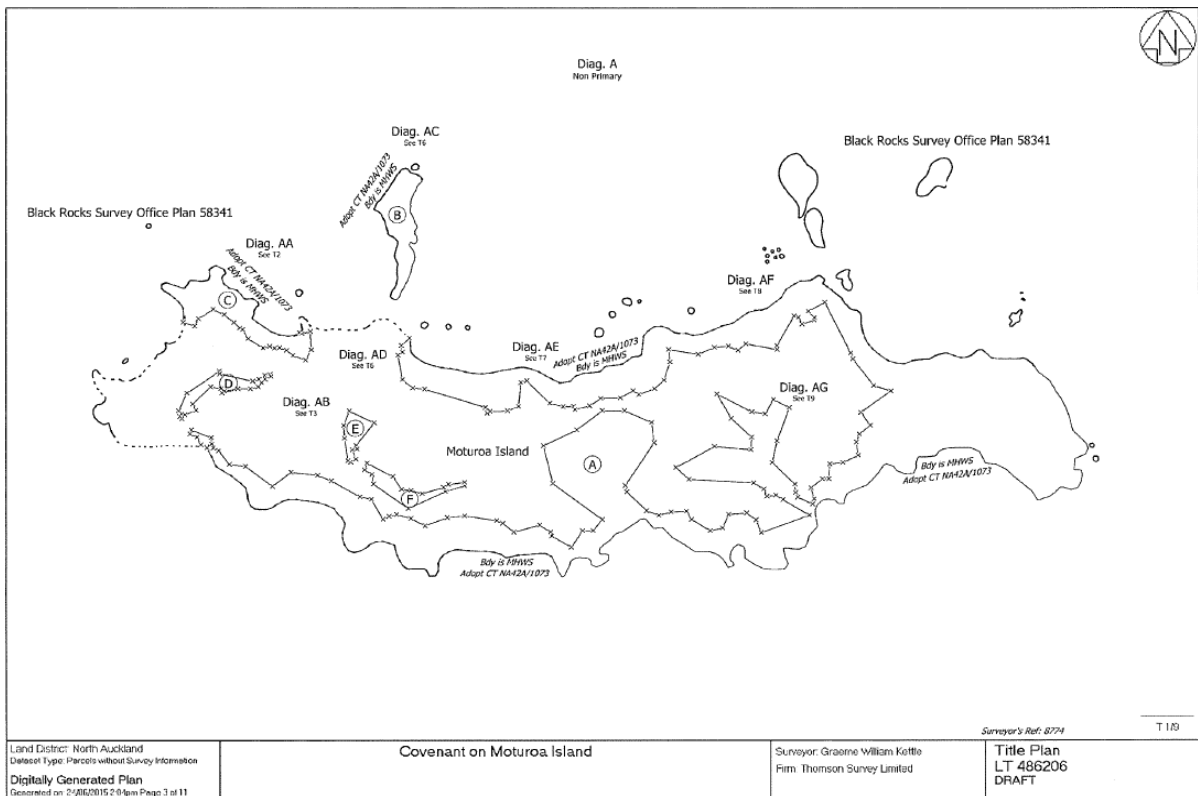 N
Diag. A
Non Primary
Diag. AC
See T6
Adopt CT NA42A/1073
Bdy is MHWS
B
Black Rocks Survey Office Plan 58341
Black Rocks Survey Office Plan 58341
Diag. AA
See T2
Adopt CT NA42A/1073
Bdy is MHWS
C
Diag. AF
See T8
Diag. AD
See T6
Diag. AE
See T7
Adopt CT NA42A/1073
Bdy is MHWS
D
Diag. AB
See T3
Diag. AG
See T9
E
Moturoa Island
A
F
Bdy is MHWS
Adopt CT NA42A/1073
Bdy is MHWS
Adopt CT NA42A/1073
Surveyor's Ref: 8774
T 1/9
Land District: North Auckland
Dataset Type: Parcels without Survey Information
Digitally Generated Plan
Generated on: 24/06/2015 2:04pm Page 3 of 11
Covenant on Moturoa Island
Surveyor: Graeme William Kettle
Firm: Thomson Survey Limited
Title Plan
LT 486206
DRAFT